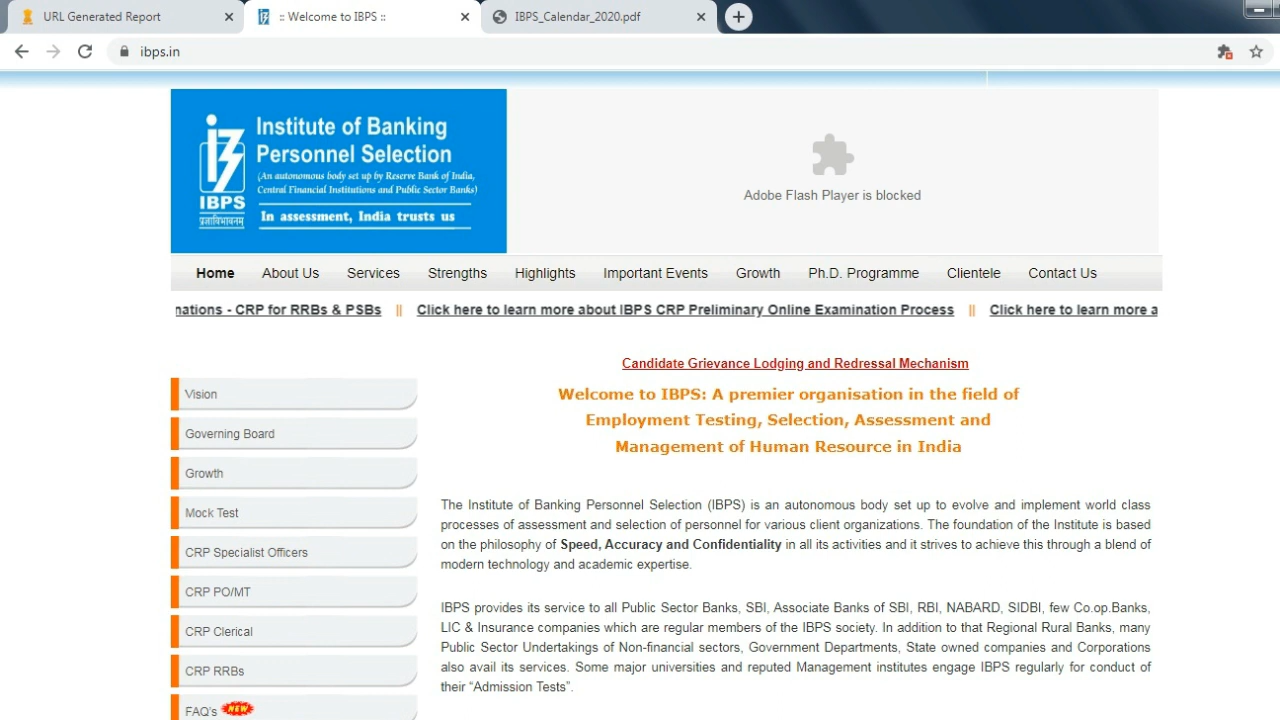 URL Generated Report
:: Welcome to IBPS ::
IBPS_Calendar_2020.pdf
ibps.in
Institute of Banking
Personnel Selection
(An autonomous body set up by Reserve Bank of India,
Central Financial Institutions and Public Sector Banks)
IBPS
प्रज्ञाविभावनम्
In assessment, India trusts us
Adobe Flash Player is blocked
Home About Us Services Strengths Highlights Important Events Growth Ph.D. Programme Clientele Contact Us
nations - CRP for RRBs & PSBs || Click here to learn more about IBPS CRP Preliminary Online Examination Process || Click here to learn more a
Candidate Grievance Lodging and Redressal Mechanism
Welcome to IBPS: A premier organisation in the field of
Employment Testing, Selection, Assessment and
Management of Human Resource in India
Vision
Governing Board
Growth
Mock Test
CRP Specialist Officers
CRP PO/MT
CRP Clerical
CRP RRBs
FAQ's NEW
The Institute of Banking Personnel Selection (IBPS) is an autonomous body set up to evolve and implement world class
processes of assessment and selection of personnel for various client organizations. The foundation of the Institute is based
on the philosophy of Speed, Accuracy and Confidentiality in all its activities and it strives to achieve this through a blend of
modern technology and academic expertise.
IBPS provides its service to all Public Sector Banks, SBI, Associate Banks of SBI, RBI, NABARD, SIDBI, few Co.op.Banks,
LIC & Insurance companies which are regular members of the IBPS society. In addition to that Regional Rural Banks, many
Public Sector Undertakings of Non-financial sectors, Government Departments, State owned companies and Corporations
also avail its services. Some major universities and reputed Management institutes engage IBPS regularly for conduct of
their “Admission Tests”.